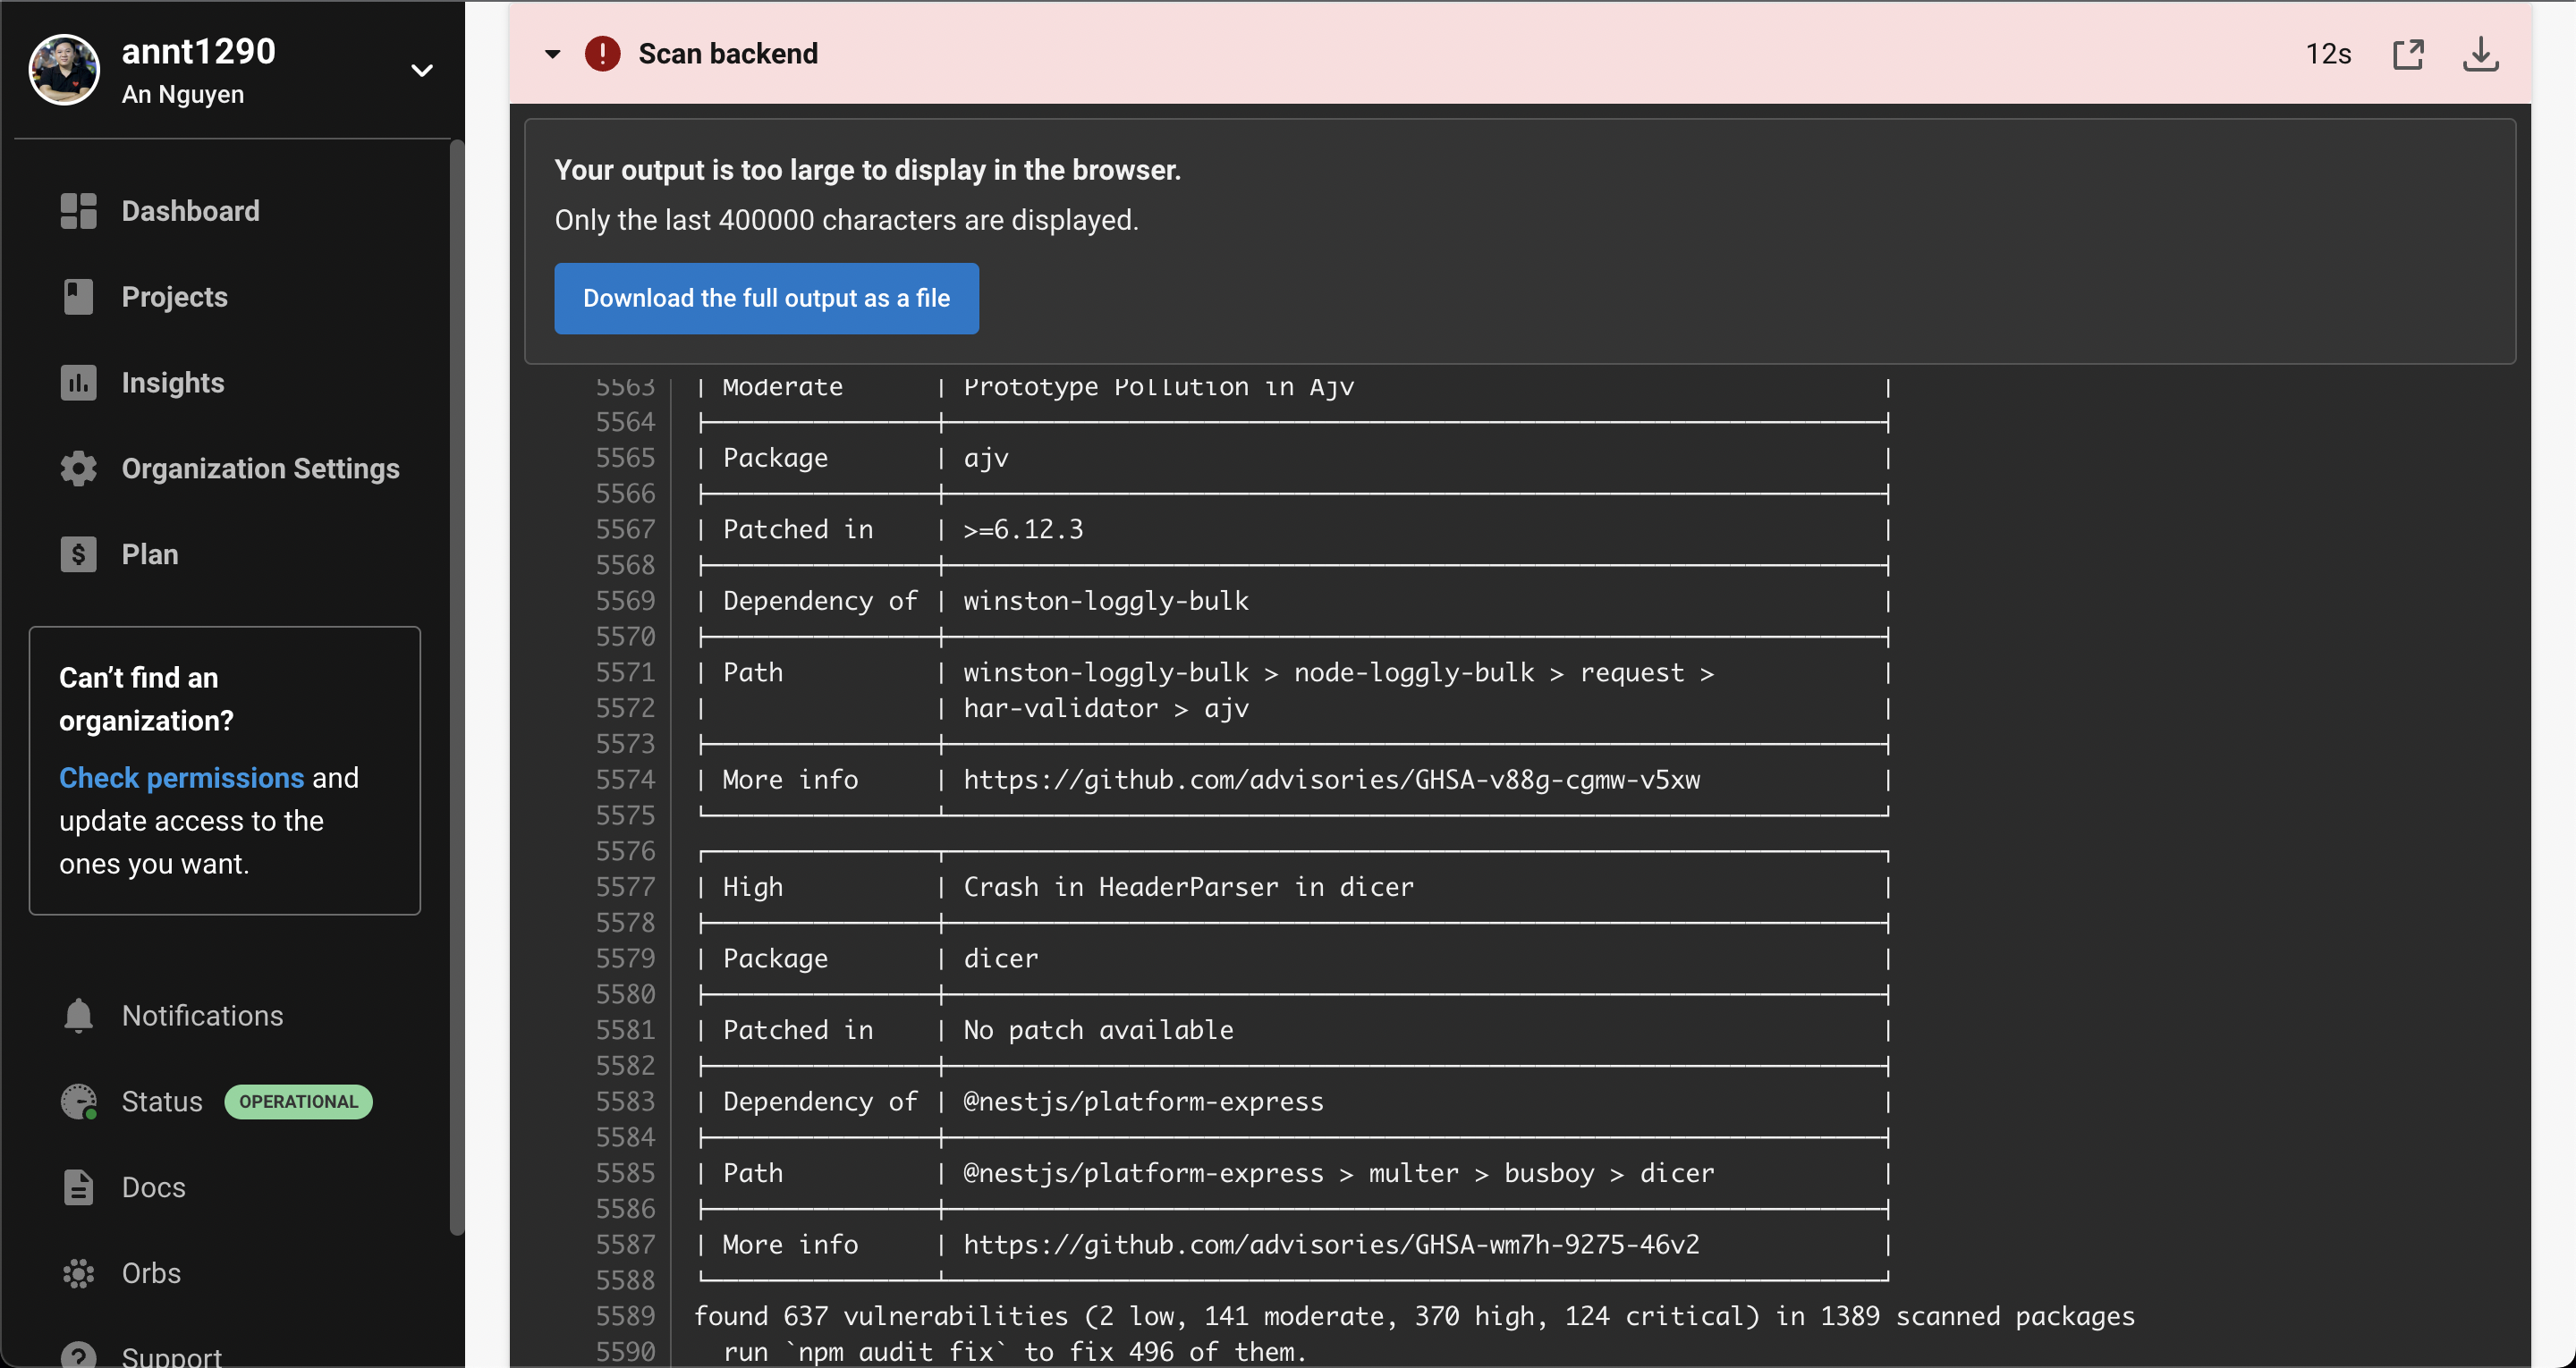 annt1290
An Nguyen
Dashboard
Projects
Insights
Organization Settings
Plan
Can’t find an
organization?
Check permissions and
update access to the
ones you want.
Notifications
Status OPERATIONAL
Docs
Orbs
Support
Scan backend 12s
Your output is too large to display in the browser.
Only the last 400000 characters are displayed.
Download the full output as a file
5563 | Moderate | Prototype Pollution in Ajv |
5564
5565 | Package | ajv |
5566
5567 | Patched in | >=6.12.3 |
5568
5569 | Dependency of | winston-loggly-bulk |
5570
5571 | Path | winston-loggly-bulk > node-loggly-bulk > request > |
5572 | | har-validator > ajv |
5573
5574 | More info | https://github.com/advisories/GHSA-v88g-cgmw-v5xw |
5575
5576
5577 | High | Crash in HeaderParser in dicer |
5578
5579 | Package | dicer |
5580
5581 | Patched in | No patch available |
5582
5583 | Dependency of | @nestjs/platform-express |
5584
5585 | Path | @nestjs/platform-express > multer > busboy > dicer |
5586
5587 | More info | https://github.com/advisories/GHSA-wm7h-9275-46v2 |
5588
5589 found 637 vulnerabilities (2 low, 141 moderate, 370 high, 124 critical) in 1389 scanned packages
5590 run `npm audit fix` to fix 496 of them.